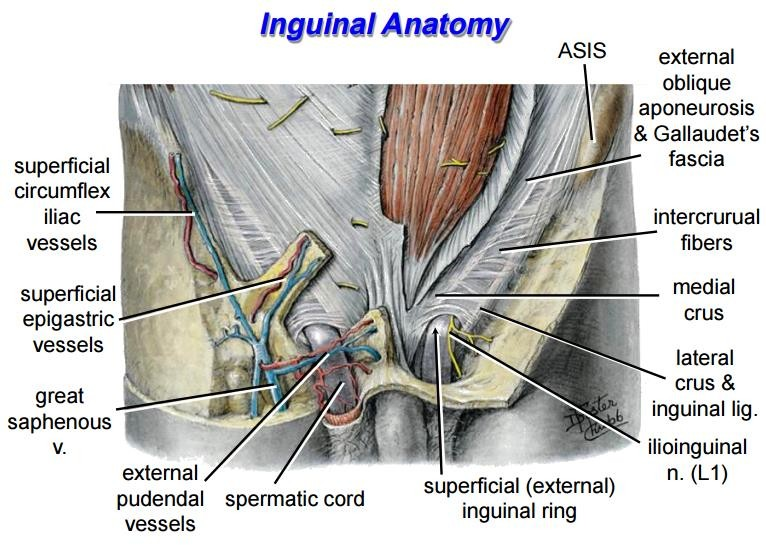 Inguinal Anatomy
ASIS
external
oblique
aponeurosis
& Gallaudet's
fascia
superficial
circumflex
iliac
vessels
intercrurual
fibers
superficial
epigastric
vessels
medial
crus
lateral
crus &
inguinal lig.
great
saphenous
v.
ilioinguinal
n. (L1)
external
pudendal
vessels
spermatic cord
superficial (external)
inguinal ring